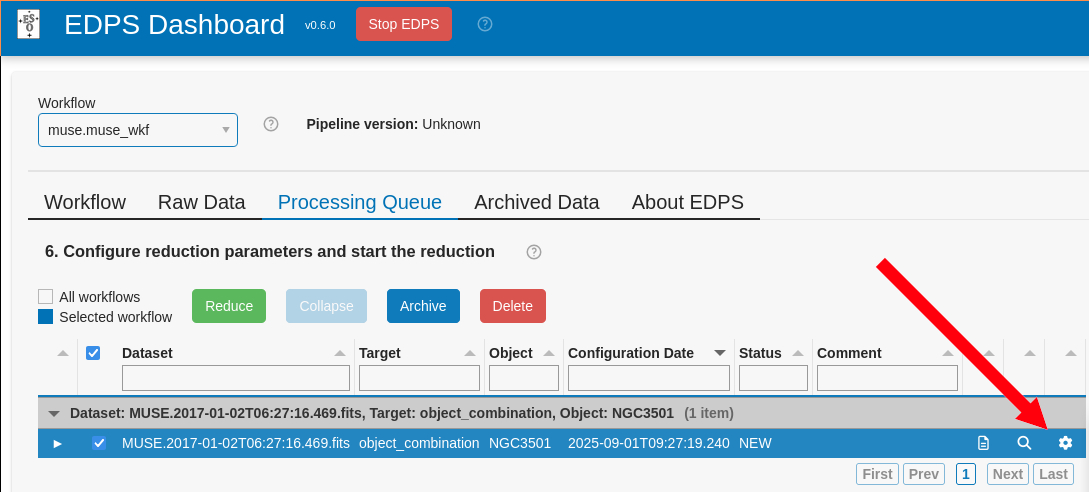 ES
O
EDPS Dashboard v0.6.0 Stop EDPS ?
Workflow
muse.muse_wkf ? Pipeline version: Unknown
Workflow Raw Data Processing Queue Archived Data About EDPS
6. Configure reduction parameters and start the reduction ?
All workflows
Selected workflow
Reduce Collapse Archive Delete
Dataset Target Object Configuration Date Status Comment
Dataset: MUSE.2017-01-02T06:27:16.469.fits, Target: object_combination, Object: NGC3501 (1 item)
MUSE.2017-01-02T06:27:16.469.fits object_combination NGC3501 2025-09-01T09:27:19.240 NEW
First Prev 1 Next Last